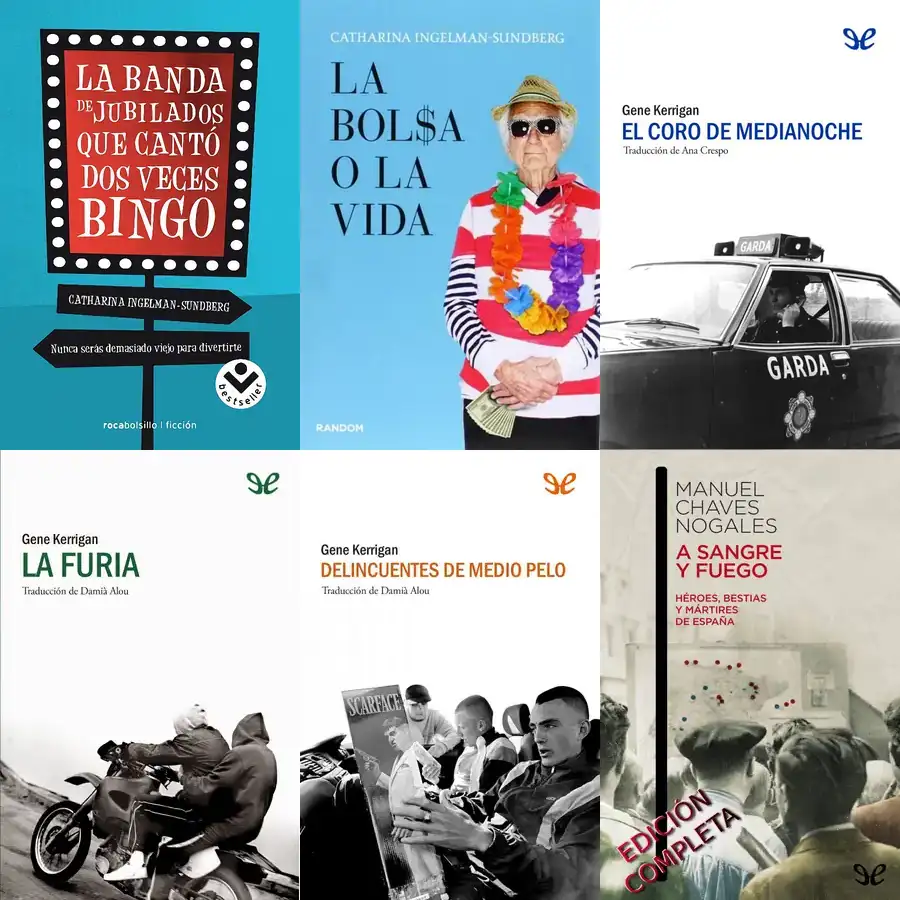 LA BANDA
DE JUBILADOS
QUE CANTÓ
DOS VECES
BINGO
CATHARINA INGELMAN-SUNDBERG
Nunca serás demasiado viejo para divertirte
bestseller
rocabolsillo | ficción
CATHARINA INGELMAN-SUNDBERG
LA
BOL$A
O LA
VIDA
RANDOM
Gene Kerrigan
EL CORO DE MEDIANOCHE
Traducción de Ana Crespo
GARDA
GARDA
Gene Kerrigan
LA FURIA
Traducción de Damià Alou
Gene Kerrigan
DELINCUENTES DE MEDIO PELO
Traducción de Damià Alou
SCARFACE
MANUEL
CHAVES
NOGALES
A SANGRE
Y FUEGO
HÉROES, BESTIAS
Y MÁRTIRES
DE ESPAÑA
EDICIÓN
COMPLETA